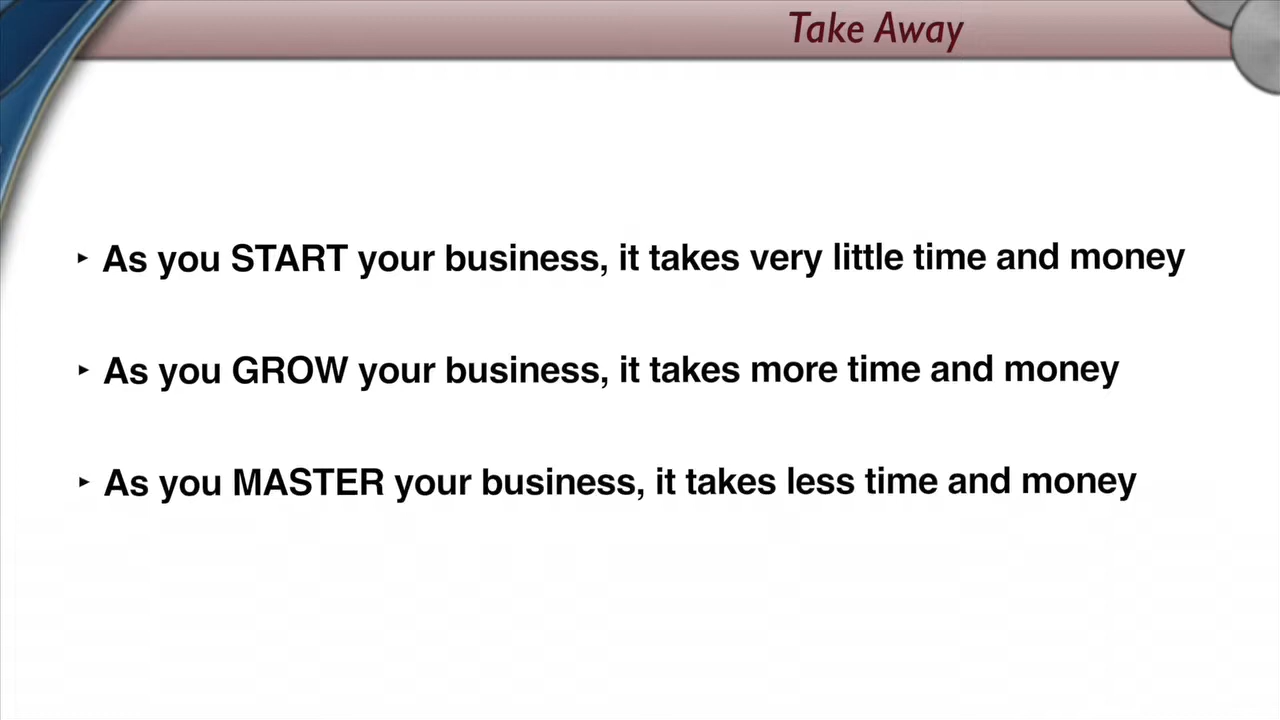 Take Away
‣ As you START your business, it takes very little time and money
‣ As you GROW your business, it takes more time and money
‣ As you MASTER your business, it takes less time and money